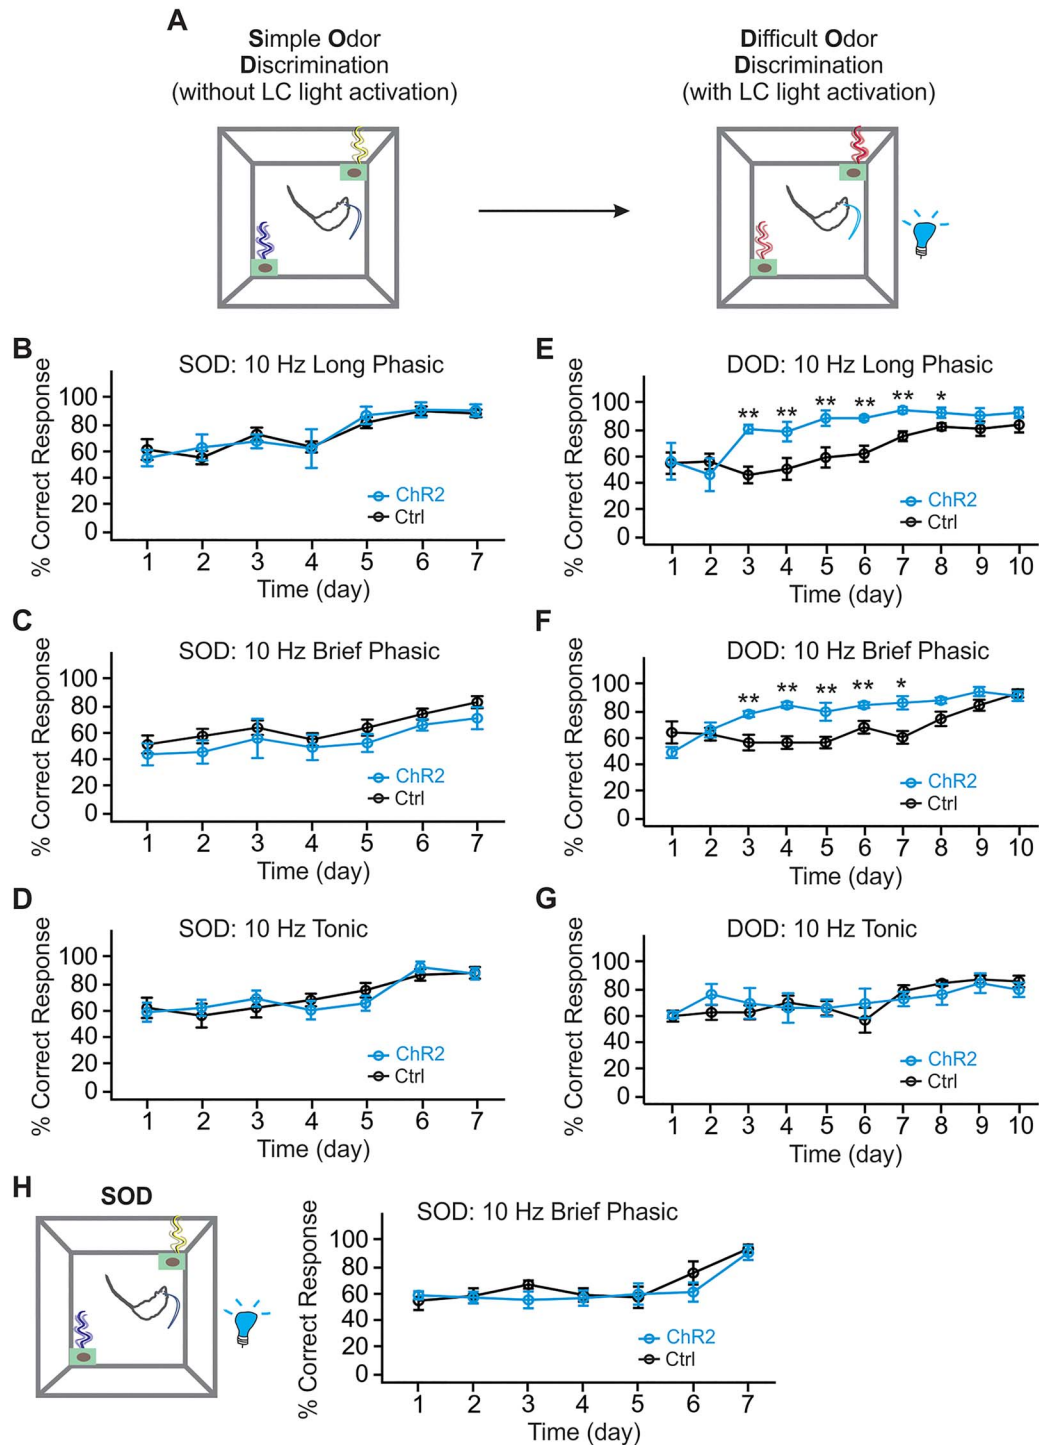 A
Simple Odor
Discrimination
(without LC light activation)
Difficult Odor
Discrimination
(with LC light activation)
B
SOD: 10 Hz Long Phasic
% Correct Response
100
80
60
40
20
0
ChR2
Ctrl
1 2 3 4 5 6 7
Time (day)
E
DOD: 10 Hz Long Phasic
% Correct Response
100
80
60
40
20
0
** ** ** ** ** *
ChR2
Ctrl
1 2 3 4 5 6 7 8 9 10
Time (day)
C
SOD: 10 Hz Brief Phasic
% Correct Response
100
80
60
40
20
0
ChR2
Ctrl
1 2 3 4 5 6 7
Time (day)
F
DOD: 10 Hz Brief Phasic
% Correct Response
100
80
60
40
20
0
** ** ** ** *
ChR2
Ctrl
1 2 3 4 5 6 7 8 9 10
Time (day)
D
SOD: 10 Hz Tonic
% Correct Response
100
80
60
40
20
0
ChR2
Ctrl
1 2 3 4 5 6 7
Time (day)
G
DOD: 10 Hz Tonic
% Correct Response
100
80
60
40
20
0
ChR2
Ctrl
1 2 3 4 5 6 7 8 9 10
Time (day)
H
SOD
SOD: 10 Hz Brief Phasic
% Correct Response
100
80
60
40
20
0
ChR2
Ctrl
1 2 3 4 5 6 7
Time (day)